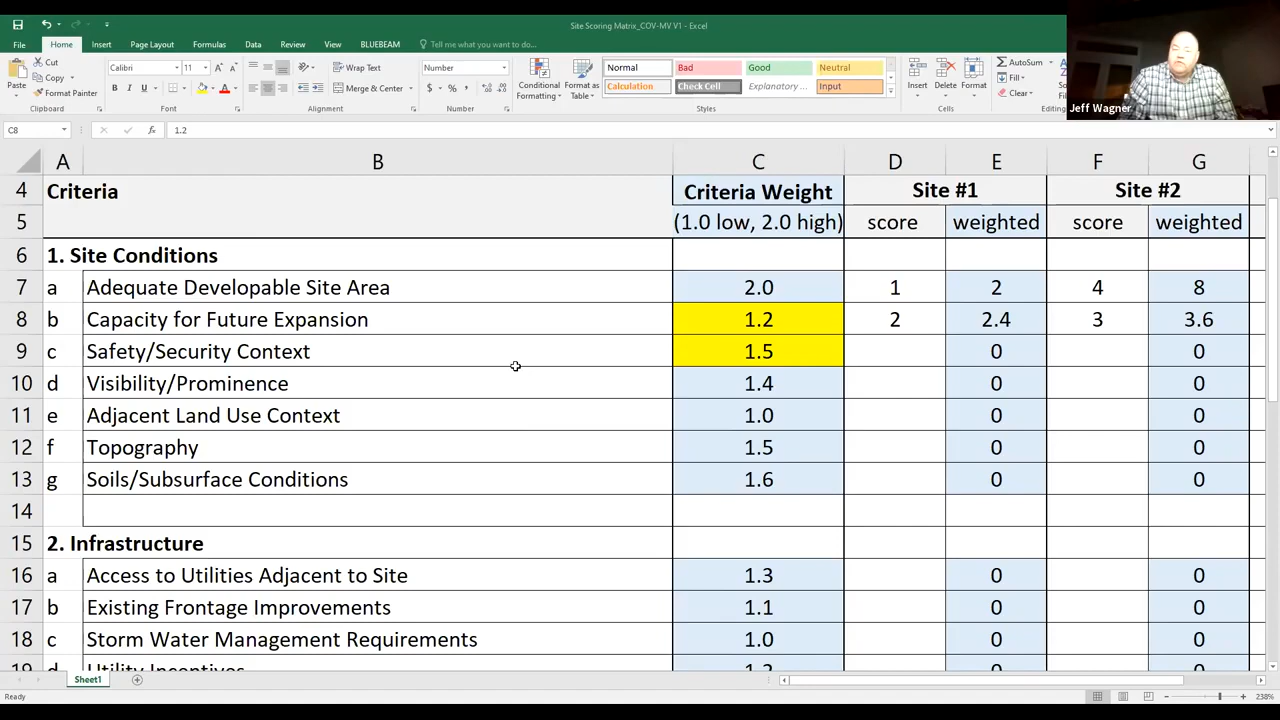 Site Scoring Matrix_COV-MV V1 - Excel
File Home Insert Page Layout Formulas Data Review View BLUEBEAM Tell me what you want to do...
Cut
Copy
Format Painter
Paste
Clipboard
Calibri 11
B I U
Font
Wrap Text
Merge & Center
Alignment
Number
$ % ,
Number
Conditional Formatting
Format as Table
Normal Bad Good Neutral
Calculation Check Cell Explanatory ... Input
Styles
Insert Delete Format
Cells
AutoSum
Fill
Clear
Editing
Jeff Wagner
C8 fx 1.2
A B C D E F G
4 Criteria Criteria Weight Site #1 Site #2
5 (1.0 low, 2.0 high) score weighted score weighted
6 1. Site Conditions
7 a Adequate Developable Site Area 2.0 1 2 4 8
8 b Capacity for Future Expansion 1.2 2 2.4 3 3.6
9 c Safety/Security Context 1.5 0 0
10 d Visibility/Prominence 1.4 0 0
11 e Adjacent Land Use Context 1.0 0 0
12 f Topography 1.5 0 0
13 g Soils/Subsurface Conditions 1.6 0 0
14
15 2. Infrastructure
16 a Access to Utilities Adjacent to Site 1.3 0 0
17 b Existing Frontage Improvements 1.1 0 0
18 c Storm Water Management Requirements 1.0 0 0
19 d Utility Incentives 1.2 0 0
Sheet1
Ready 238%